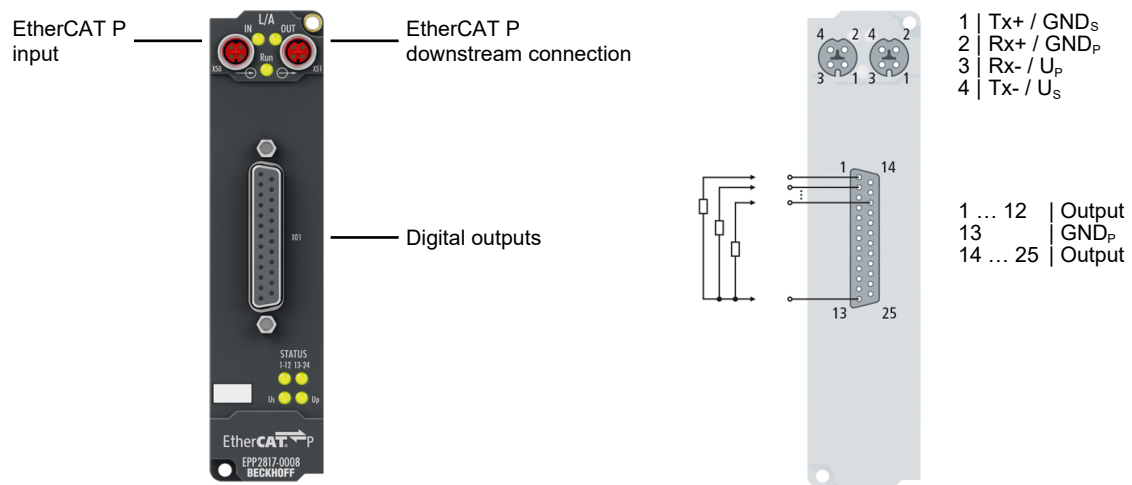 EtherCAT P
input
L/A
IN OUT
Run
X50 X51
EtherCAT P
downstream connection
X01
Digital outputs
STATUS
1-12 13-24
Us Up
EtherCAT P
EPP2817-0008
BECKHOFF
4 2 4 2
3 1 3 1
1 | Tx+ / GNDS
2 | Rx+ / GNDP
3 | Rx- / UP
4 | Tx- / US
1 14
13 25
1 … 12 | Output
13 | GNDP
14 … 25 | Output